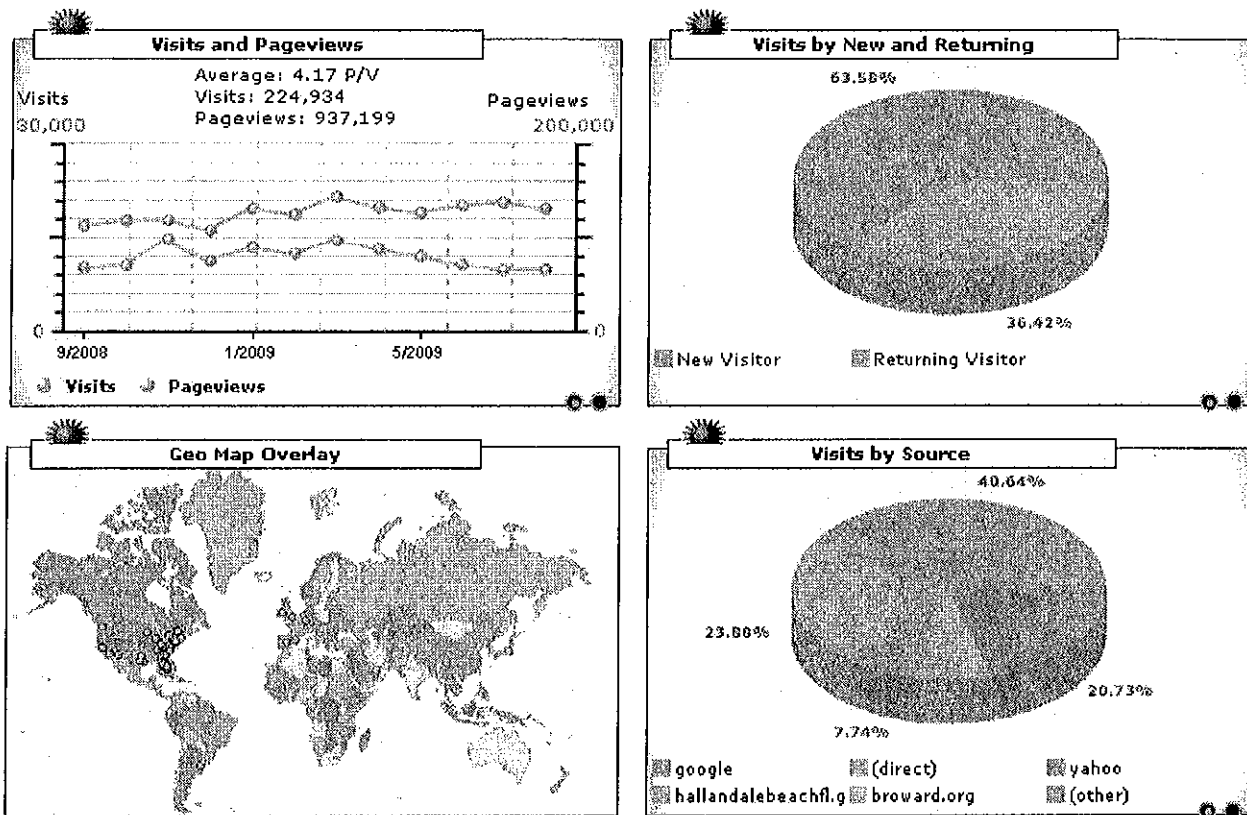 Visits and Pageviews
Average: 4.17 P/V
Visits: 224,934
Pageviews: 937,199
Visits
30,000
Pageviews
200,000
0
0
9/2008
1/2009
5/2009
Visits
Pageviews
Visits by New and Returning
63.58%
36.42%
New Visitor
Returning Visitor
Geo Map Overlay
Visits by Source
40.64%
23.88%
20.73%
7.74%
google
(direct)
yahoo
hallandalebeachfl.g
broward.org
(other)